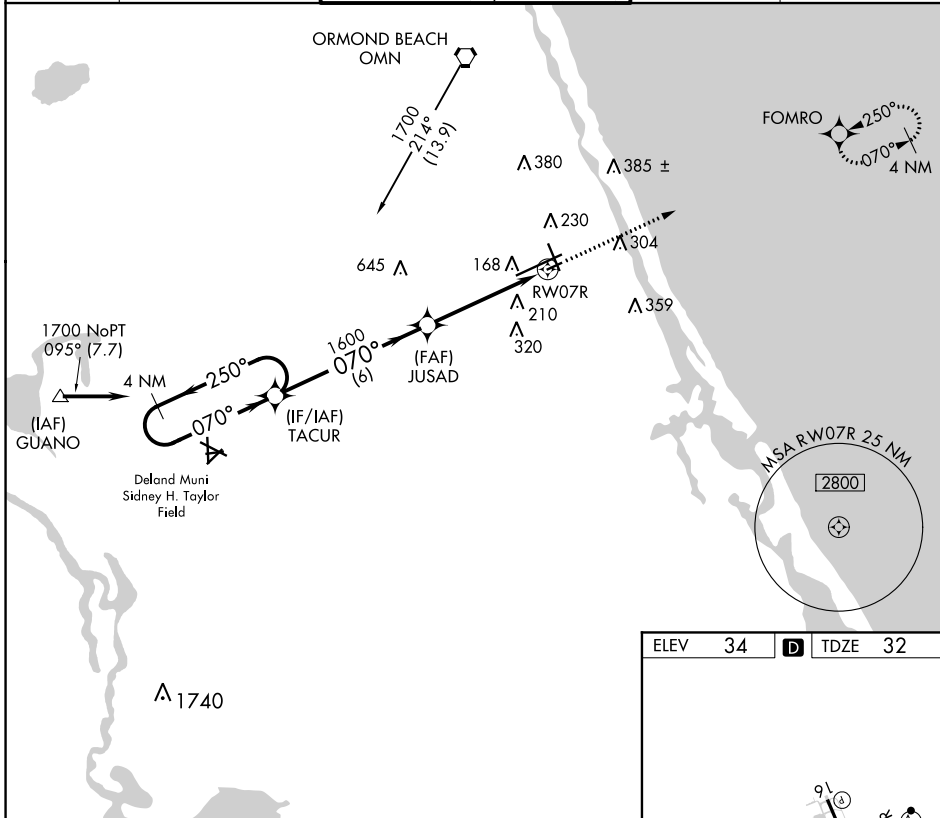 ORMOND BEACH
OMN
1700
214°
(13.9)
FOMRO
250°
070°
4 NM
380
385 ±
230
304
645
168
RW07R
210
359
320
1700 NoPT
095° (7.7)
1600
070°
(6)
(FAF)
JUSAD
4 NM
250°
070°
(IAF)
GUANO
(IF/IAF)
TACUR
Deland Muni
Sidney H. Taylor
Field
MSA RW07R 25 NM
2800
1740
ELEV 34 D TDZE 32
16
P